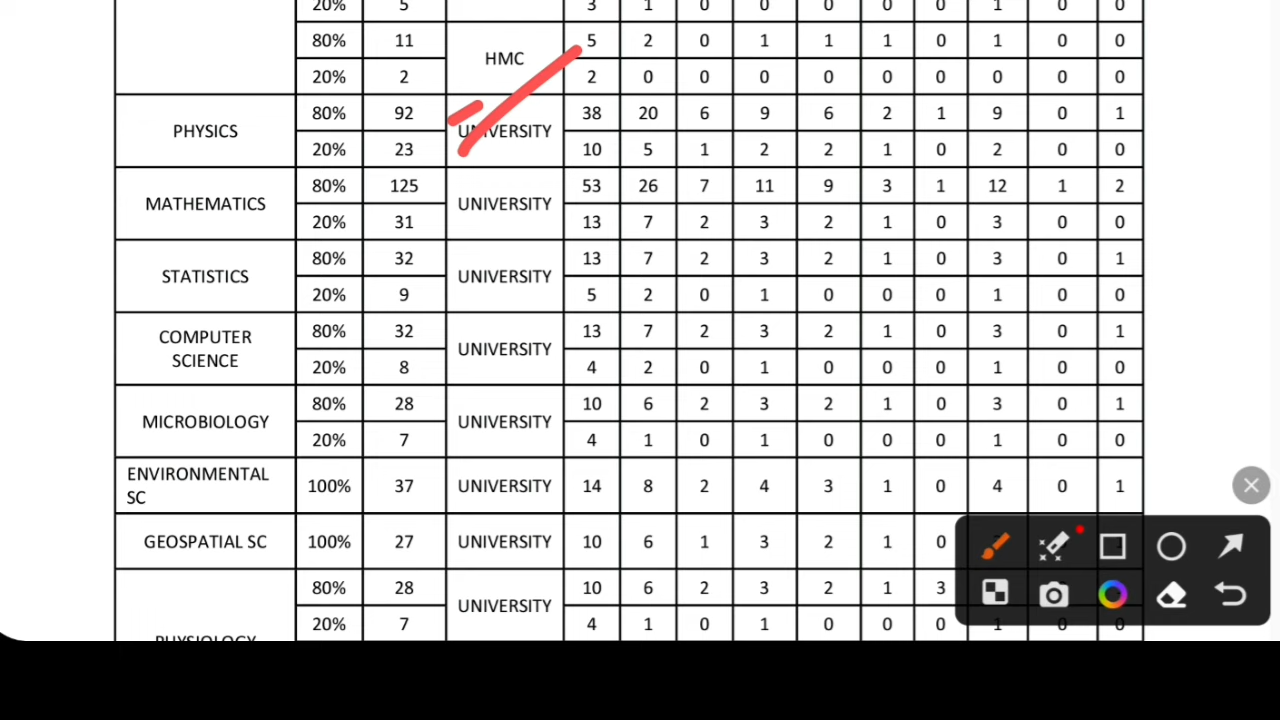 20% 5 3 1 0 0 0 0 0 1 0 0
80% 11 HMC 5 2 0 1 1 1 0 1 0 0
20% 2 2 0 0 0 0 0 0 0 0 0
PHYSICS 80% 92 UNIVERSITY 38 20 6 9 6 2 1 9 0 1
20% 23 10 5 1 2 2 1 0 2 0 0
MATHEMATICS 80% 125 UNIVERSITY 53 26 7 11 9 3 1 12 1 2
20% 31 13 7 2 3 2 1 0 3 0 0
STATISTICS 80% 32 UNIVERSITY 13 7 2 3 2 1 0 3 0 1
20% 9 5 2 0 1 0 0 0 1 0 0
COMPUTER SCIENCE 80% 32 UNIVERSITY 13 7 2 3 2 1 0 3 0 1
20% 8 4 2 0 1 0 0 0 1 0 0
MICROBIOLOGY 80% 28 UNIVERSITY 10 6 2 3 2 1 0 3 0 1
20% 7 4 1 0 1 0 0 0 1 0 0
ENVIRONMENTAL SC 100% 37 UNIVERSITY 14 8 2 4 3 1 0 4 0 1
GEOSPATIAL SC 100% 27 UNIVERSITY 10 6 1 3 2 1 0
PHYSIOLOGY 80% 28 UNIVERSITY 10 6 2 3 2 1 3
20% 7 4 1 0 1 0 0 0 1 0 0